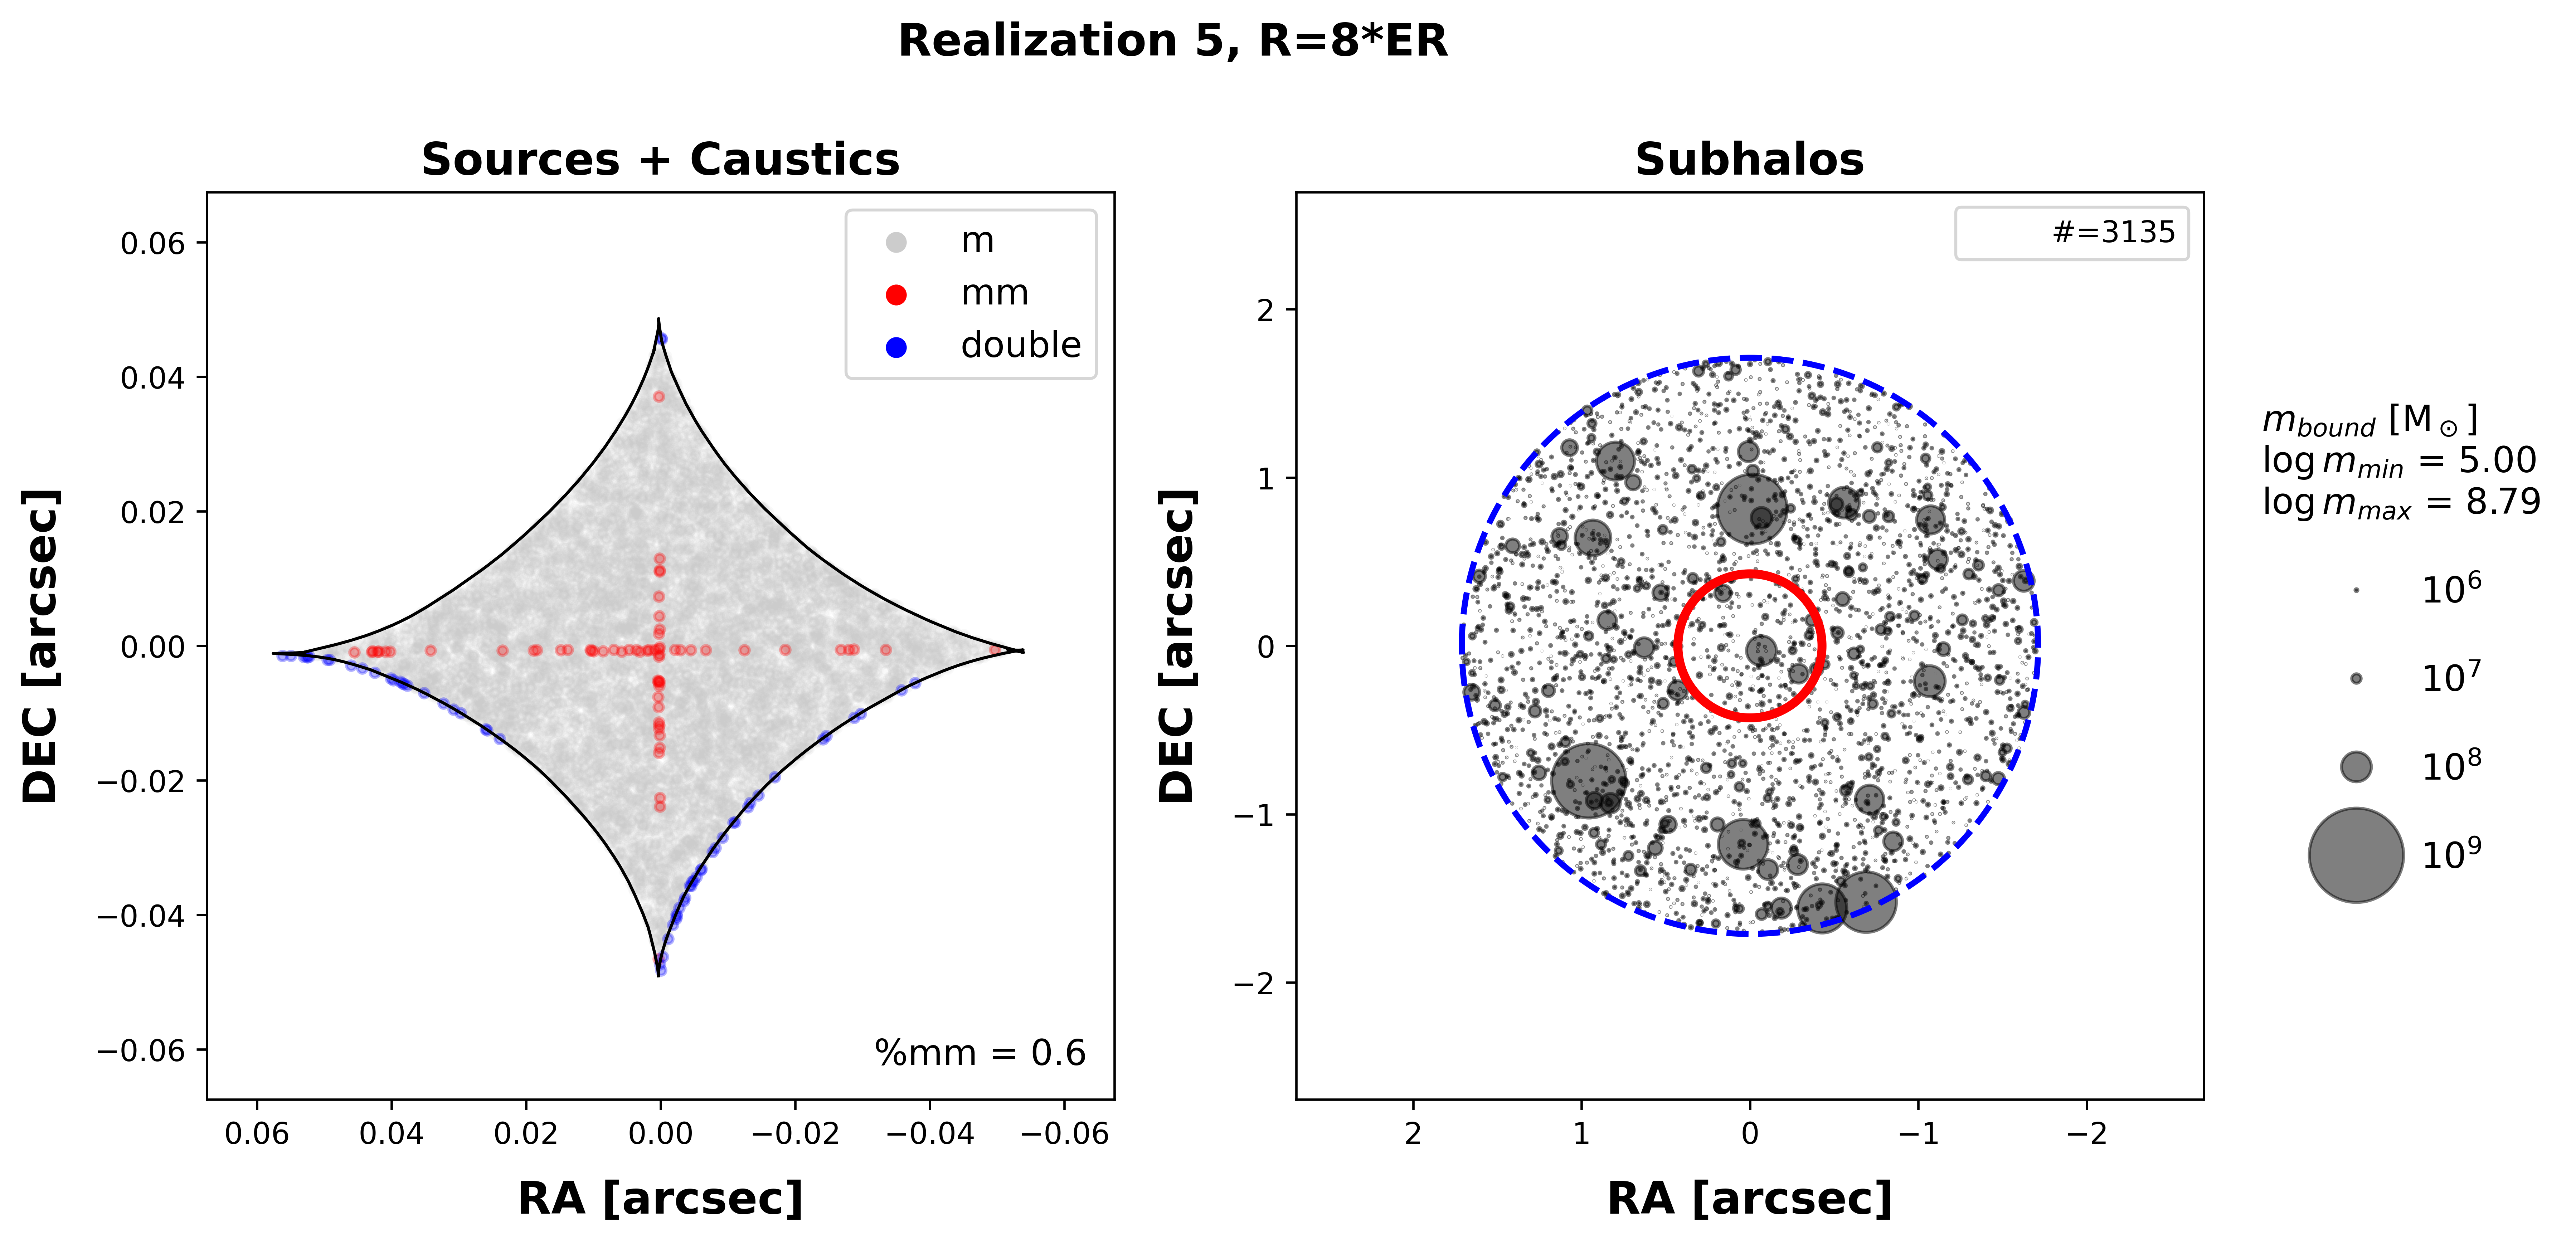 Realization 5, R=8*ER
Sources + Caustics
m
mm
double
0.06
0.04
0.02
0.00
−0.02
−0.04
−0.06
DEC [arcsec]
%mm = 0.6
0.06
0.04
0.02
0.00
−0.02
−0.04
−0.06
RA [arcsec]
Subhalos
#=3135
2
1
0
−1
−2
DEC [arcsec]
2
1
0
−1
−2
RA [arcsec]
m_bound [M_⊙]
log m_min = 5.00
log m_max = 8.79
10^6
10^7
10^8
10^9